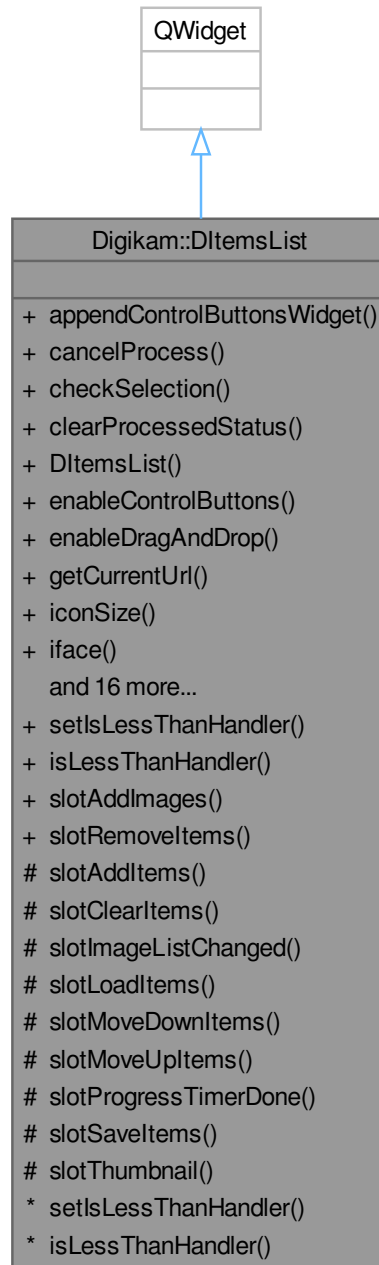 QWidget
Digikam::DItemsList
+ appendControlButtonsWidget()
+ cancelProcess()
+ checkSelection()
+ clearProcessedStatus()
+ DItemsList()
+ enableControlButtons()
+ enableDragAndDrop()
+ getCurrentUrl()
+ iconSize()
+ iface()
and 16 more...
+ setIsLessThanHandler()
+ isLessThanHandler()
+ slotAddImages()
+ slotRemoveItems()
# slotAddItems()
# slotClearItems()
# slotImageListChanged()
# slotLoadItems()
# slotMoveDownItems()
# slotMoveUpItems()
# slotProgressTimerDone()
# slotSaveItems()
# slotThumbnail()
* setIsLessThanHandler()
* isLessThanHandler()